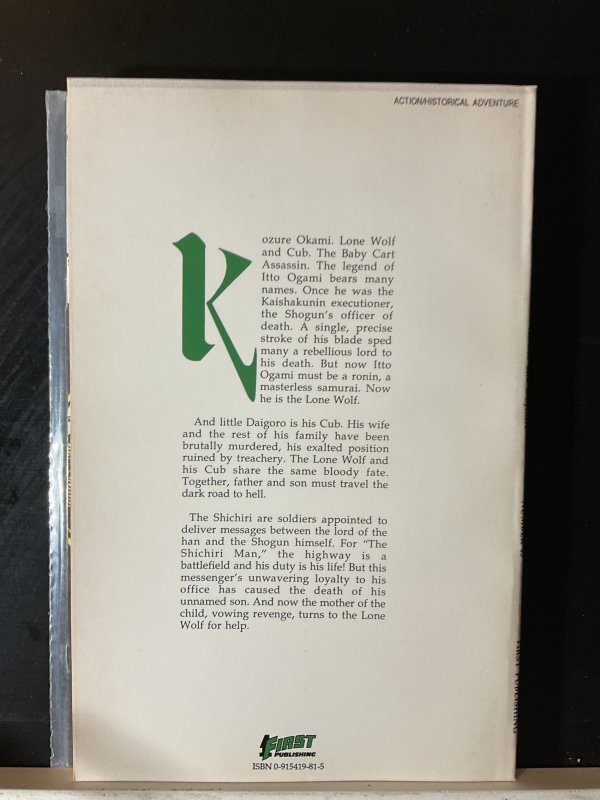 ACTION/HISTORICAL ADVENTURE
Kozure Okami. Lone Wolf
and Cub. The Baby Cart
Assassin. The legend of
Itto Ogami bears many
names. Once he was the
Kaishakunin executioner,
the Shogun's officer of
death. A single, precise
stroke of his blade sped
many a rebellious lord to
his death. But now Itto
Ogami must be a ronin, a
masterless samurai. Now
he is the Lone Wolf.
And little Daigoro is his Cub. His wife
and the rest of his family have been
brutally murdered, his exalted position
ruined by treachery. The Lone Wolf and
his Cub share the same bloody fate.
Together, father and son must travel the
dark road to hell.
The Shichiri are soldiers appointed to
deliver messages between the lord of the
han and the Shogun himself. For "The
Shichiri Man," the highway is a
battlefield and his duty is his life! But this
messenger's unwavering loyalty to his
office has caused the death of his
unnamed son. And now the mother of the
child, vowing revenge, turns to the Lone
Wolf for help.
FIRST
PUBLISHING
ISBN 0-915419-81-5
FIRST PUBLISHING